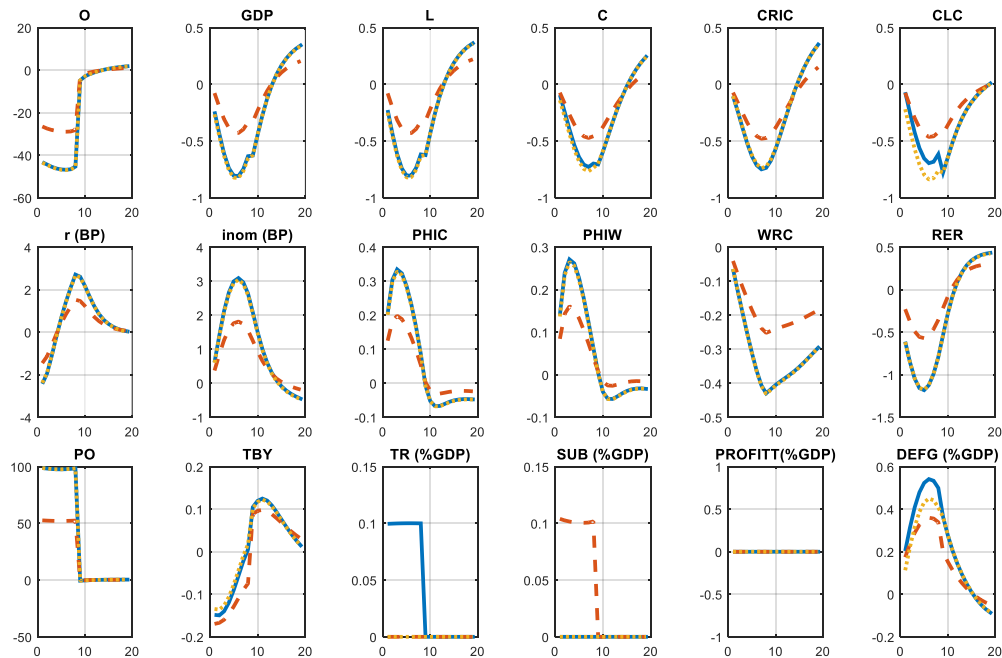 O GDP L C CRIC CLC
20 0.5 0.5 0.5 0.5 0.5
0 0 0 0 0 0
-20
-40 -0.5 -0.5 -0.5 -0.5 -0.5
-60 -1 -1 -1 -1 -1
0 10 20 0 10 20 0 10 20 0 10 20 0 10 20 0 10 20
r (BP) inom (BP) PHIC PHIW WRC RER
4 4 0.4 0.3 0 0.5
2 3 0.3 0.2 -0.1 0
0 2 0.2 0.1 -0.2 -0.5
-2 1 0.1 0 -0.3 -1
0 0 -0.4
-4 -1 -0.1 -0.1 -0.5 -1.5
0 10 20 0 10 20 0 10 20 0 10 20 0 10 20 0 10 20
PO TBY TR (%GDP) SUB (%GDP) PROFITT(%GDP) DEFG (%GDP)
100 0.2 0.15 0.15 1 0.6
50 0.1 0.1 0.1 0.5 0.4
0 0 0 0.2
0 -0.1 0.05 0.05 -0.5 0
-50 -0.2 0 0 -1 -0.2
0 10 20 0 10 20 0 10 20 0 10 20 0 10 20 0 10 20